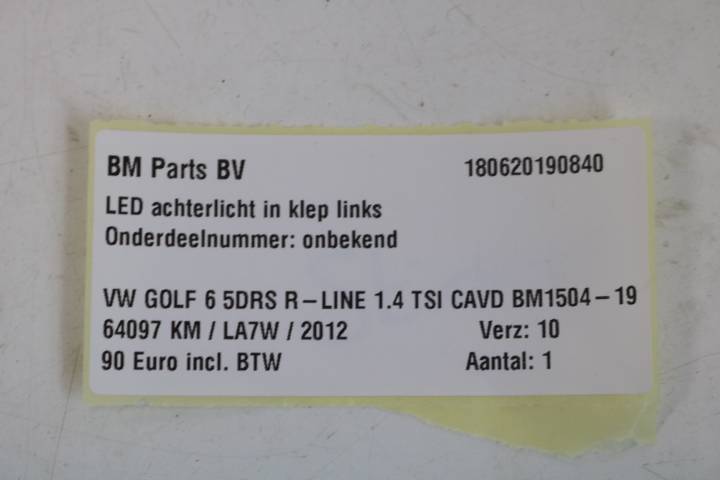 BM Parts BV 180620190840
LED achterlicht in klep links
Onderdeelnummer: onbekend
VW GOLF 6 5DRS R-LINE 1.4 TSI CAVD BM1504-19
64097 KM / LA7W / 2012 Verz: 10
90 Euro incl. BTW Aantal: 1